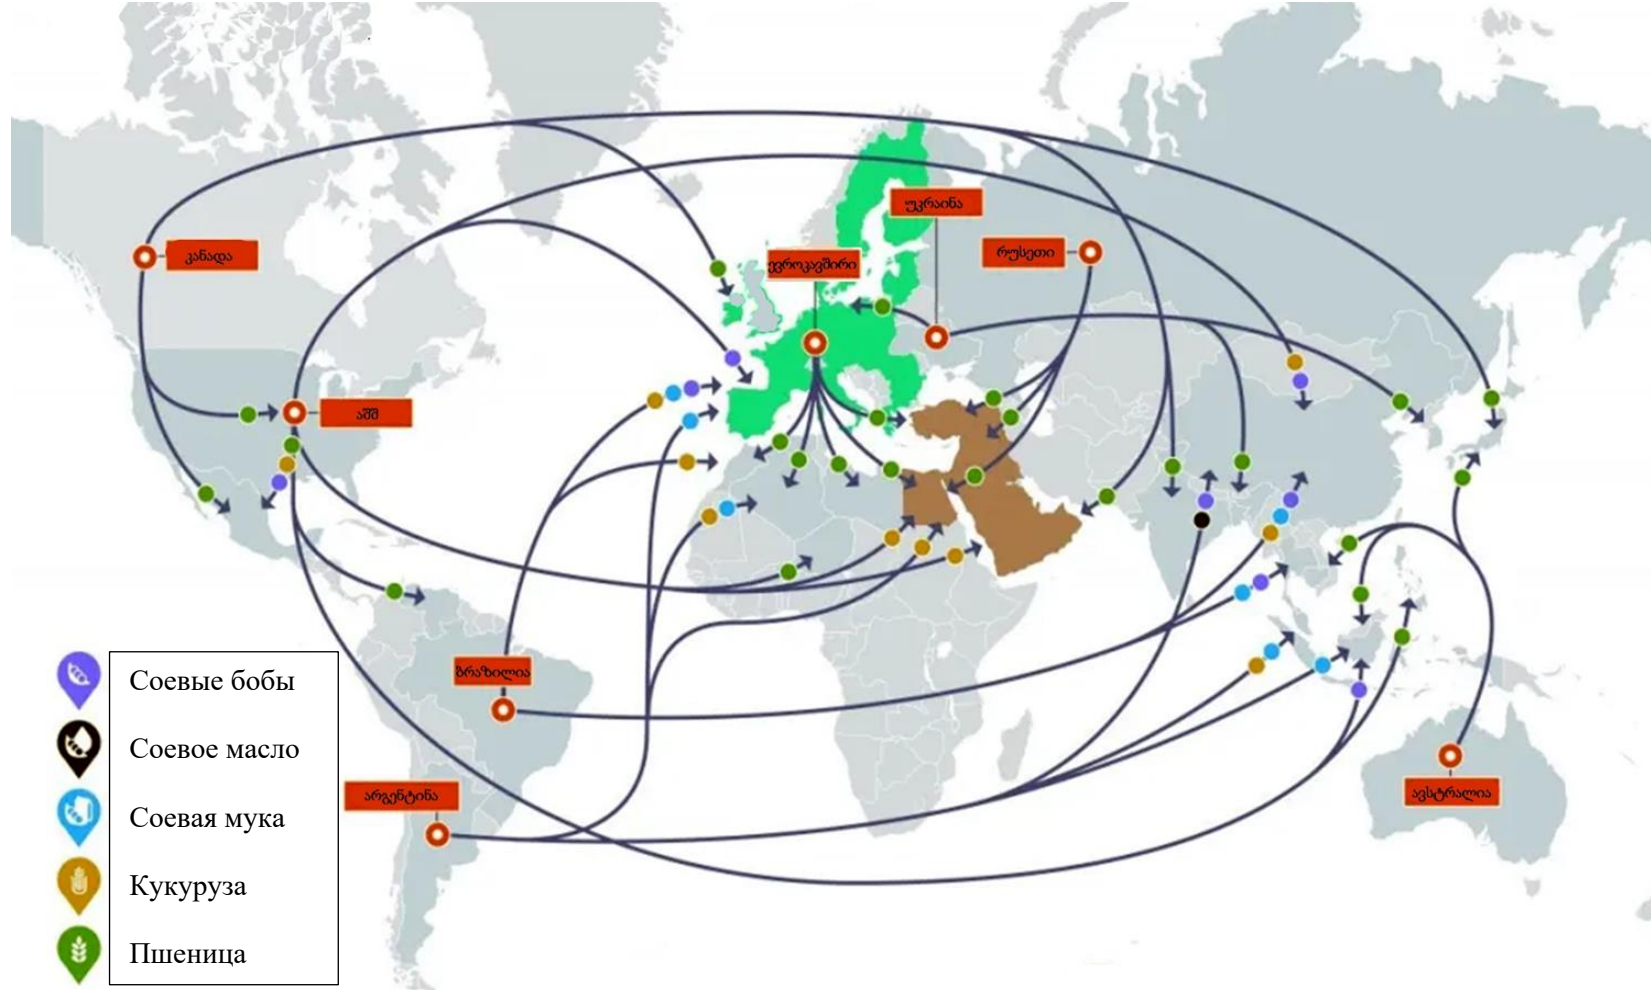 უკრაინა
კანადა
ევროკავშირი
რუსეთი
აშშ
ბრაზილია
არგენტინა
ავსტრალია
Соевые бобы
Соевое масло
Соевая мука
Кукуруза
Пшеница